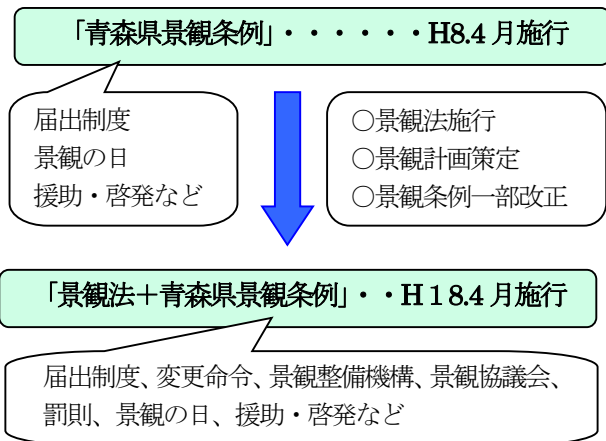 「青森県景観条例」・・・・・・H8.4月施行
届出制度
景観の日
援助・啓発など
○景観法施行
○景観計画策定
○景観条例一部改正
「景観法＋青森県景観条例」・・H１8.4月施行
届出制度、変更命令、景観整備機構、景観協議会、
罰則、景観の日、援助・啓発など